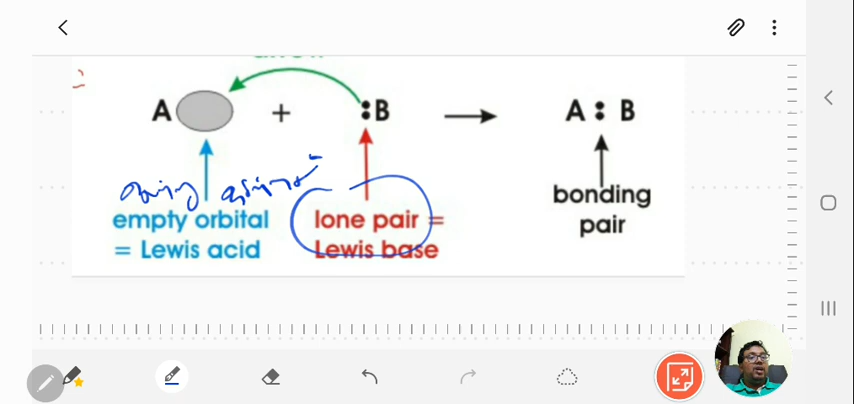 A + :B → A : B
empty orbital
= Lewis acid
lone pair =
Lewis base
bonding
pair